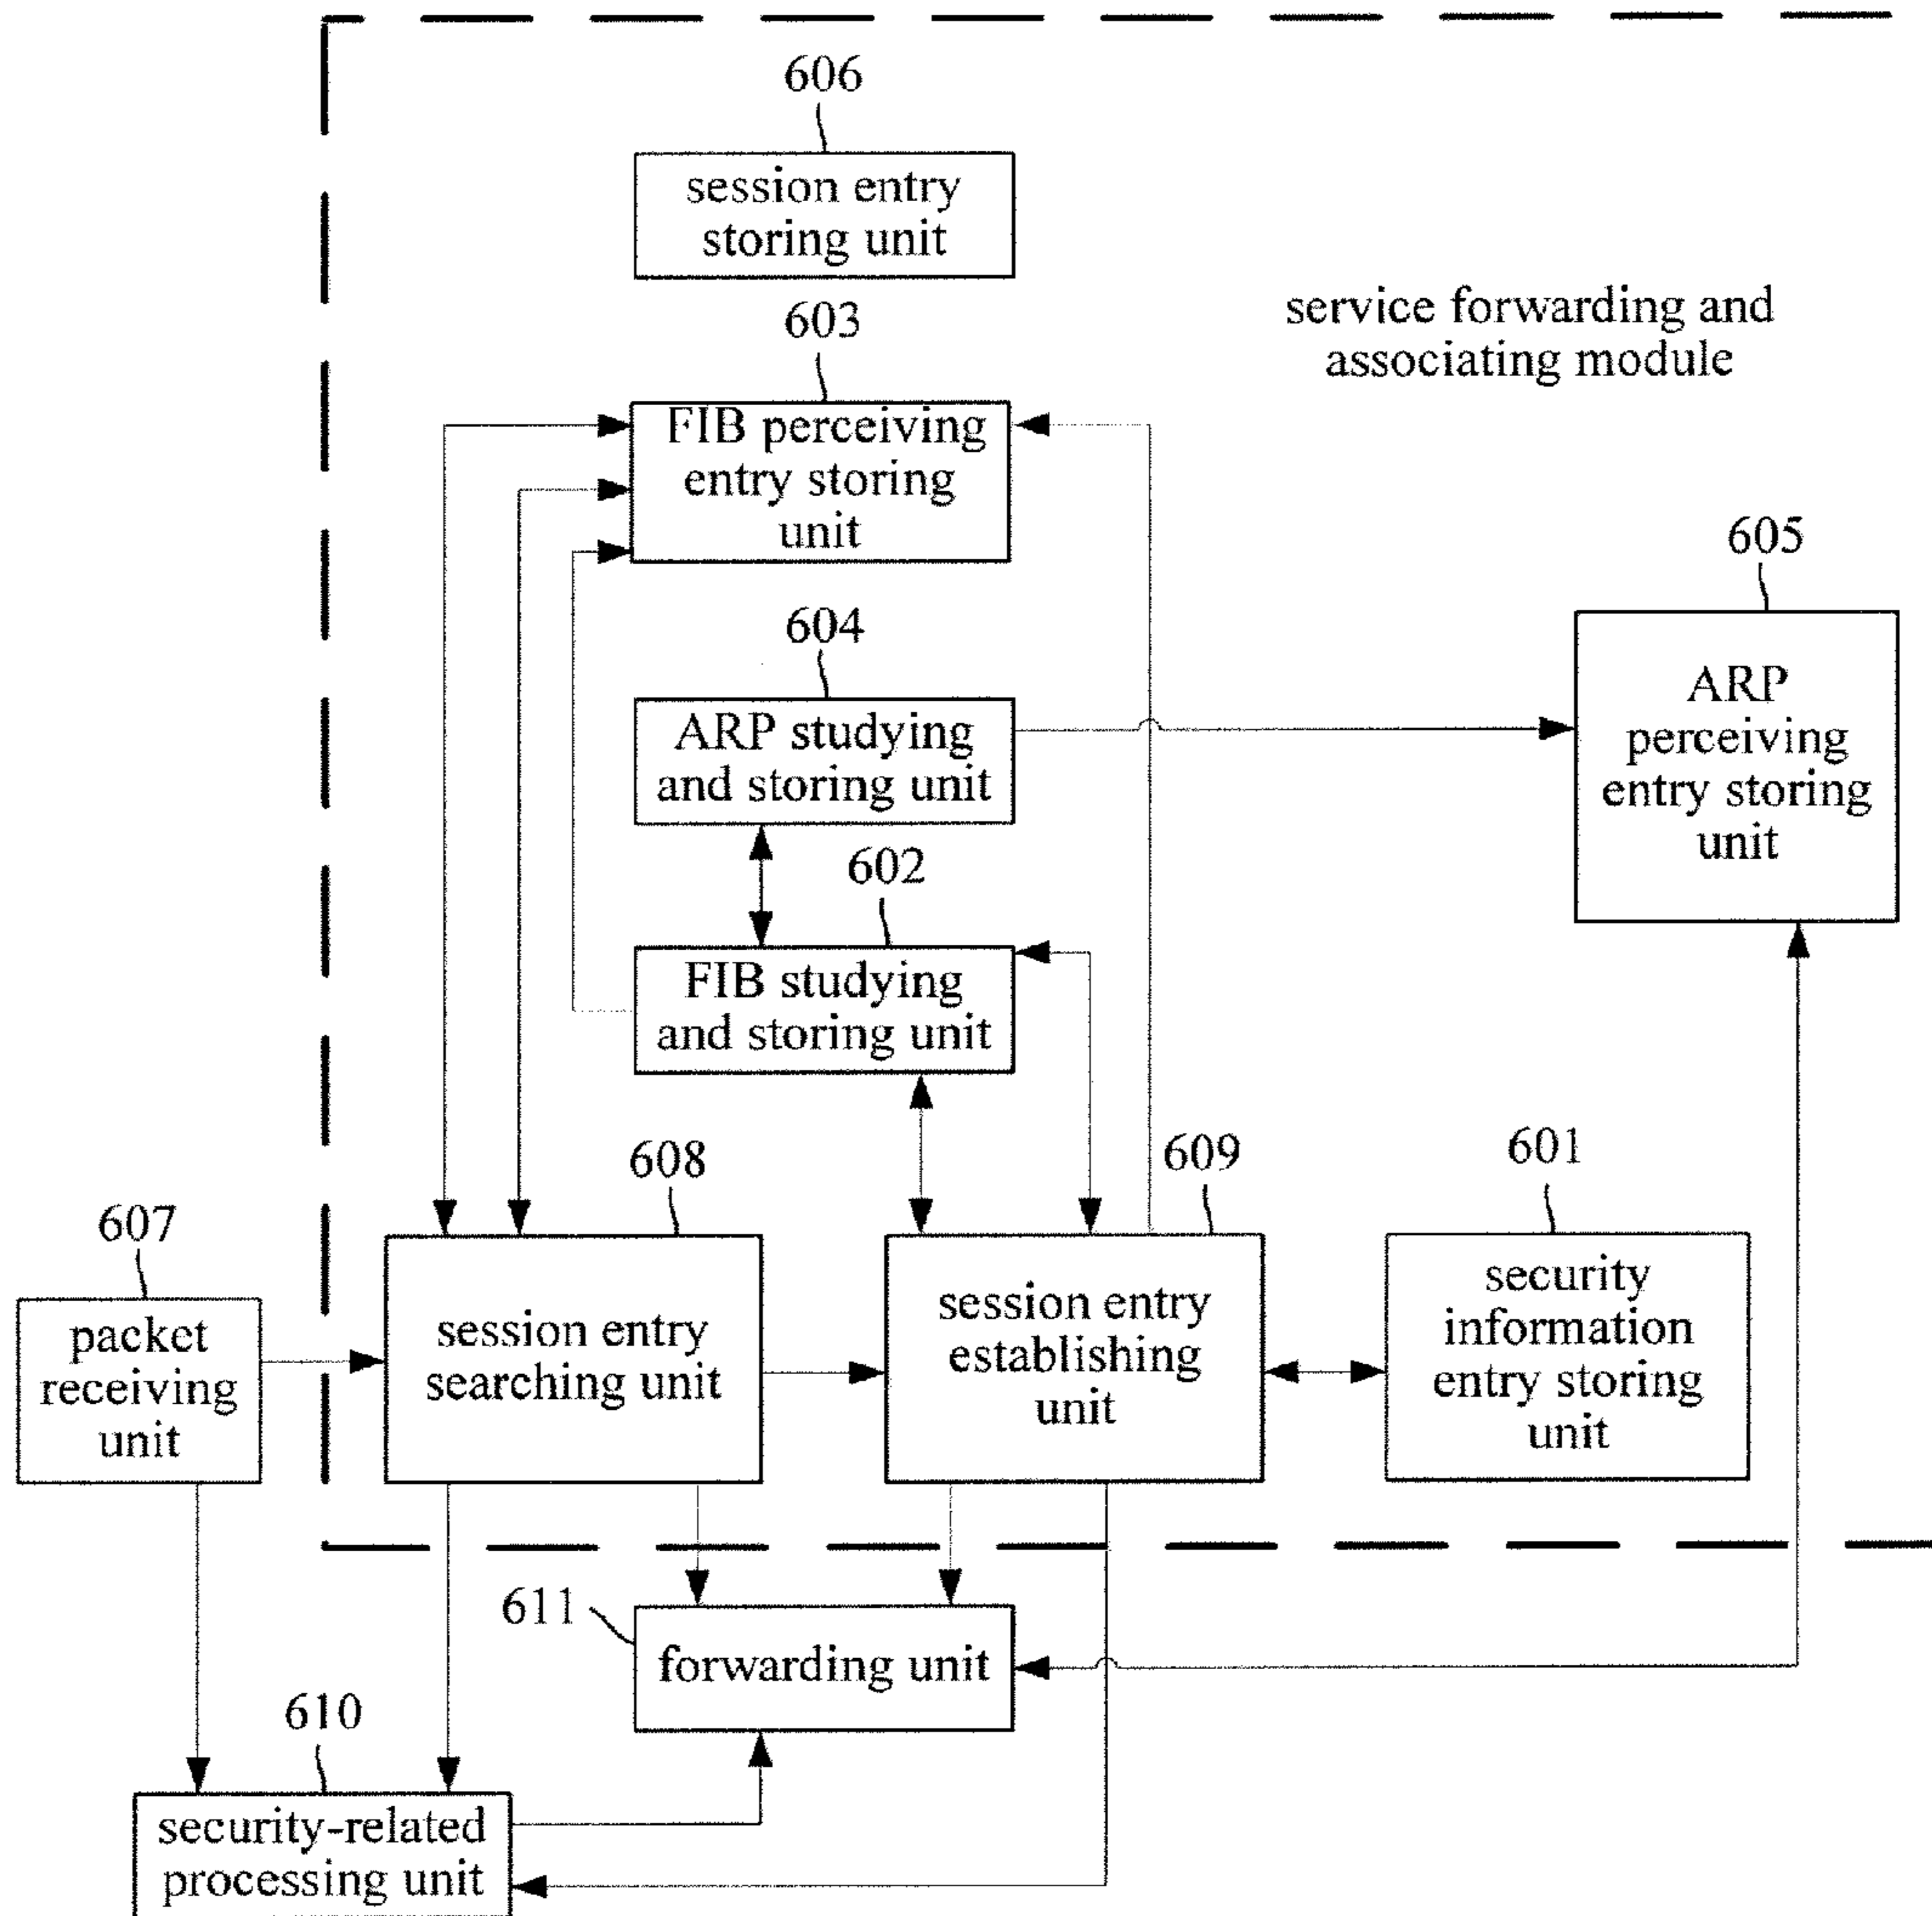 606
session entry
storing unit
service forwarding and
associating module
603
FIB perceiving
entry storing
unit
605
ARP
perceiving
entry storing
unit
604
ARP studying
and storing unit
602
FIB studying
and storing unit
607
packet
receiving
unit
608
session entry
searching unit
609
session entry
establishing
unit
601
security
information
entry storing
unit
611
forwarding unit
610
security-related
processing unit